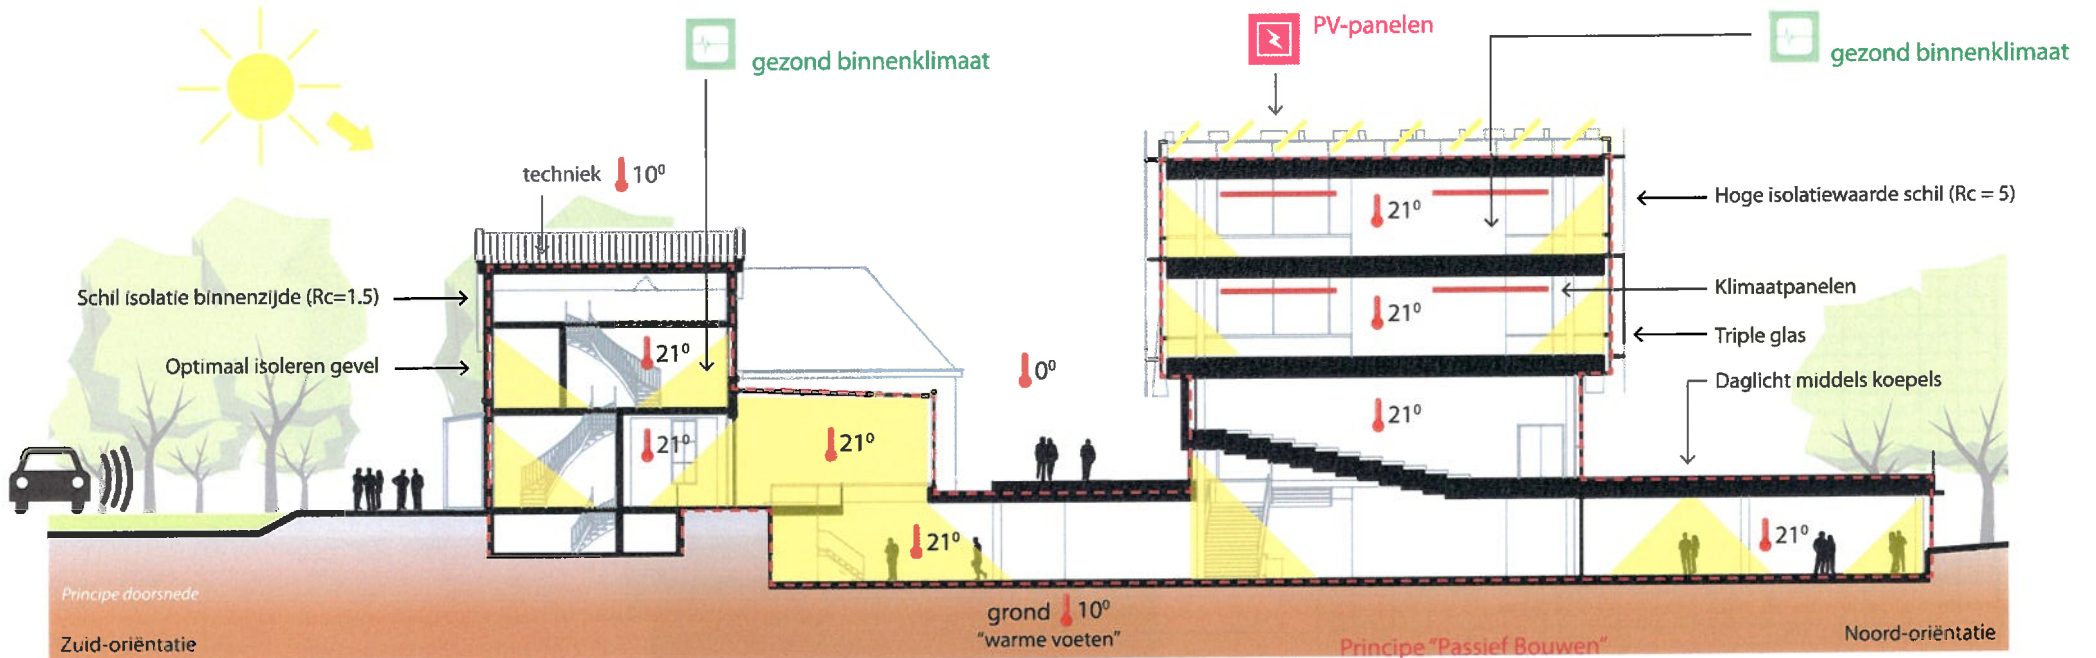 PV-panelen
gezond binnenklimaat
gezond binnenklimaat
techniek 10⁰
21⁰
Hoge isolatiewaarde schil (Rc = 5)
Schil isolatie binnenzijde (Rc=1.5)
Klimaatpanelen
21⁰
Triple glas
21⁰
Optimaal isoleren gevel
0⁰
Daglicht middels koepels
21⁰
21⁰
21⁰
21⁰
21⁰
Principe doorsnede
grond 10⁰
"warme voeten"
Zuid-oriëntatie
Principe "Passief Bouwen"
Noord-oriëntatie